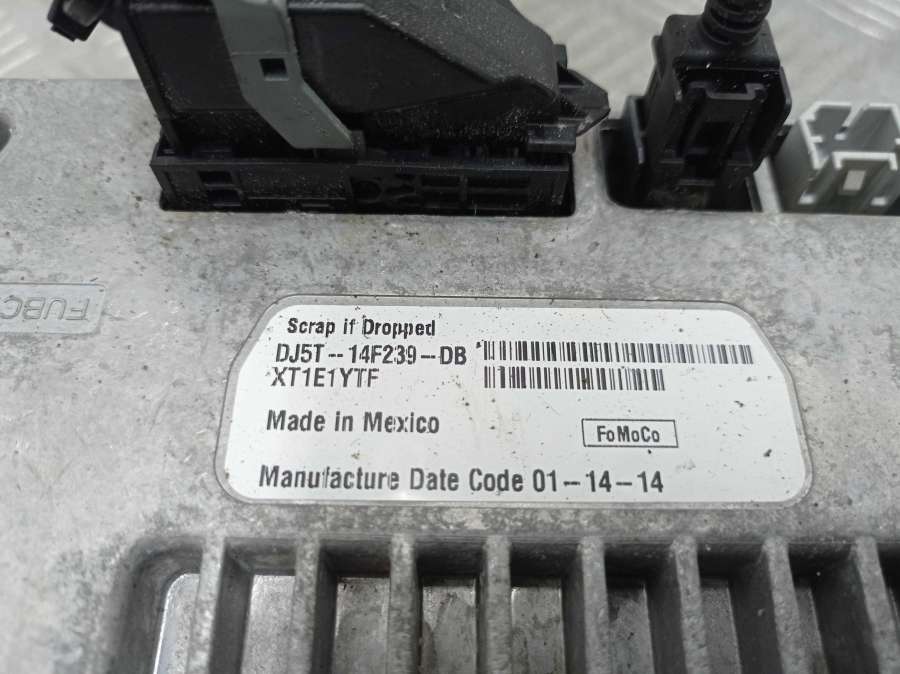 Scrap if Dropped
DJ5T--14F239-DB
XT1E1YTF
Made in Mexico
FoMoCo
Manufacture Date Code 01-14-14